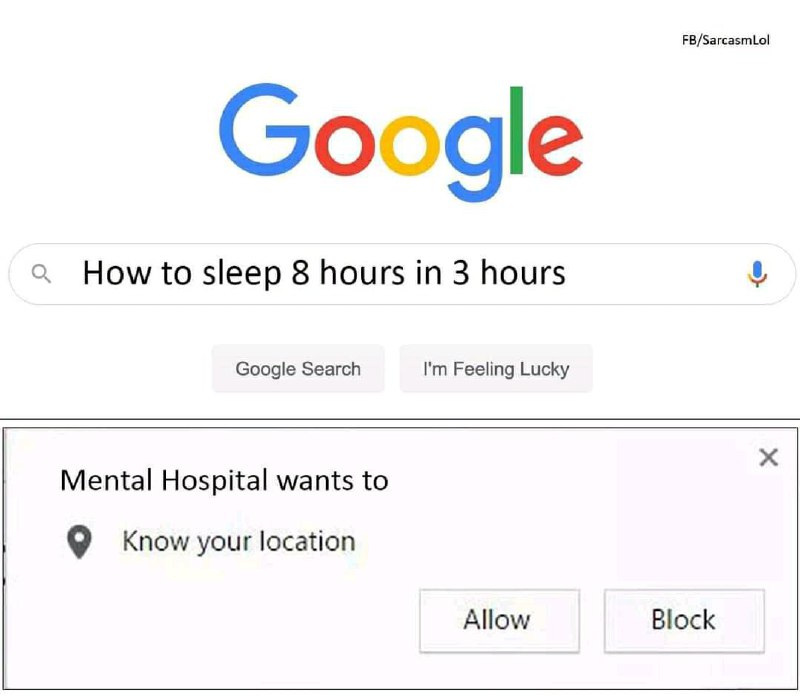 FB/SarcasmLol
Google
How to sleep 8 hours in 3 hours
Google Search
I'm Feeling Lucky
Mental Hospital wants to
Know your location
Allow
Block